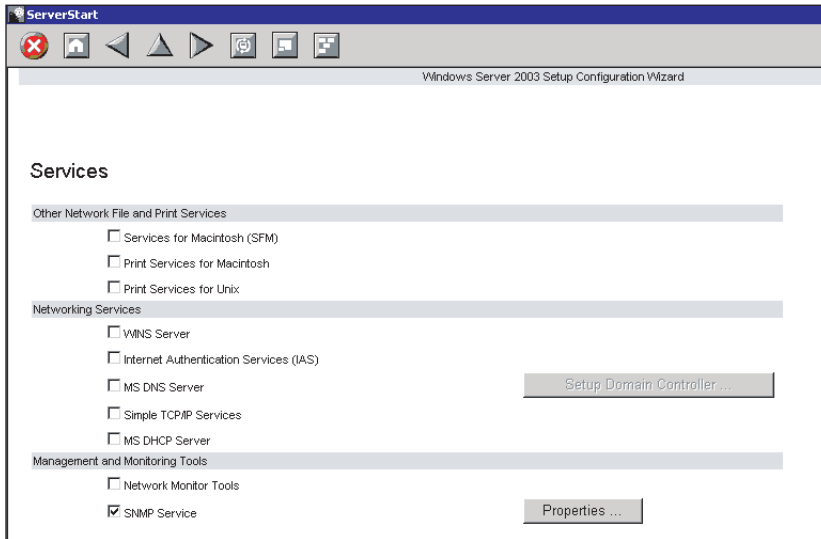 ServerStart
Windows Server 2003 Setup Configuration Wizard
Services
Other Network File and Print Services
Services for Macintosh (SFM)
Print Services for Macintosh
Print Services for Unix
Networking Services
WINS Server
Internet Authentication Services (IAS)
MS DNS Server
Setup Domain Controller ...
Simple TCP/IP Services
MS DHCP Server
Management and Monitoring Tools
Network Monitor Tools
SNMP Service
Properties ...